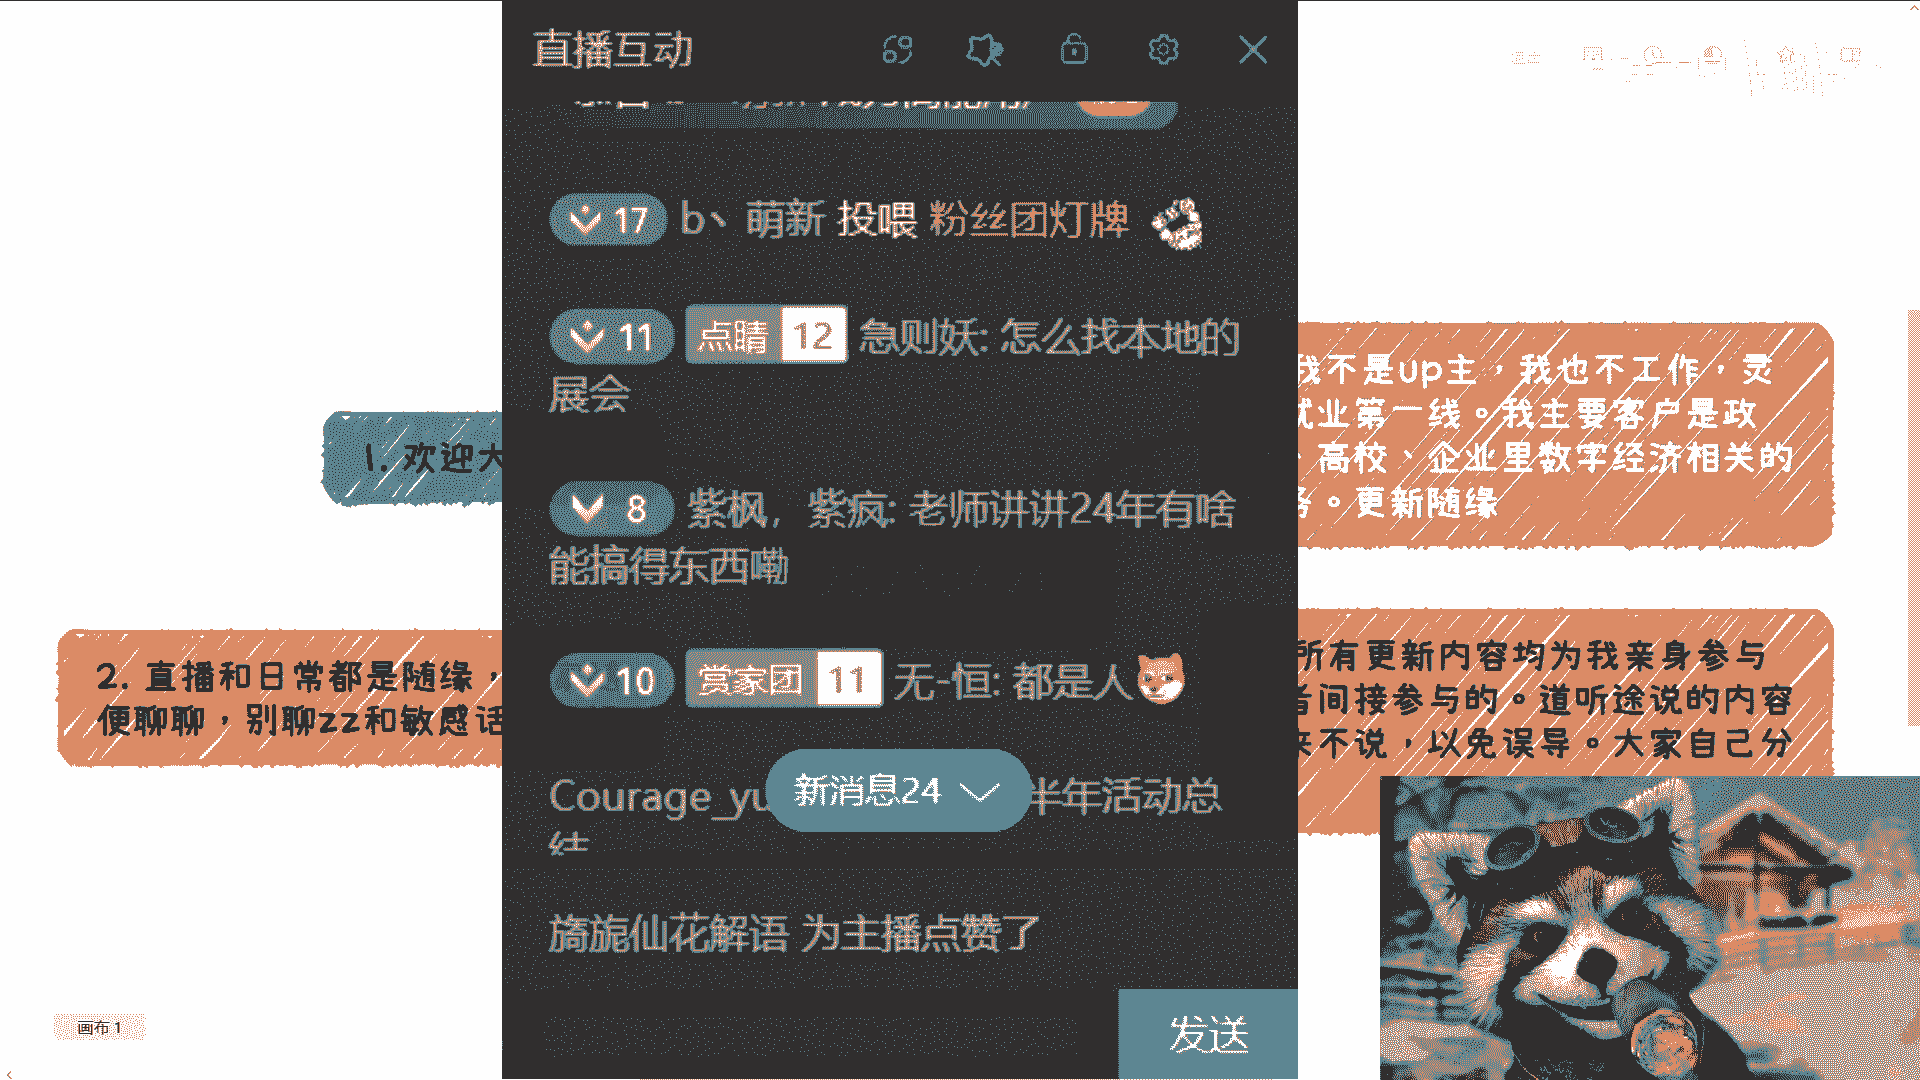 直播互动
17 b丶 萌新 投喂 粉丝团灯牌
11 点睛 12 急则妖: 怎么找本地的
展会
8 紫枫，紫疯: 老师讲讲24年有啥
能搞得东西嘞
10 赏家团 11 无-恒: 都是人
Courage_yu
半年活动总
结
新消息24
旖旎仙花解语 为主播点赞了
发送
1. 欢迎大
2. 直播和日常都是随缘，
便聊聊，别聊zz和敏感话
我不是up主，我也不工作，灵
就业第一线。我主要客户是政
、高校、企业里数字经济相关的
务。更新随缘
所有更新内容均为我亲身参与
者间接参与的。道听途说的内容
来不说，以免误导。大家自己分
画布 1